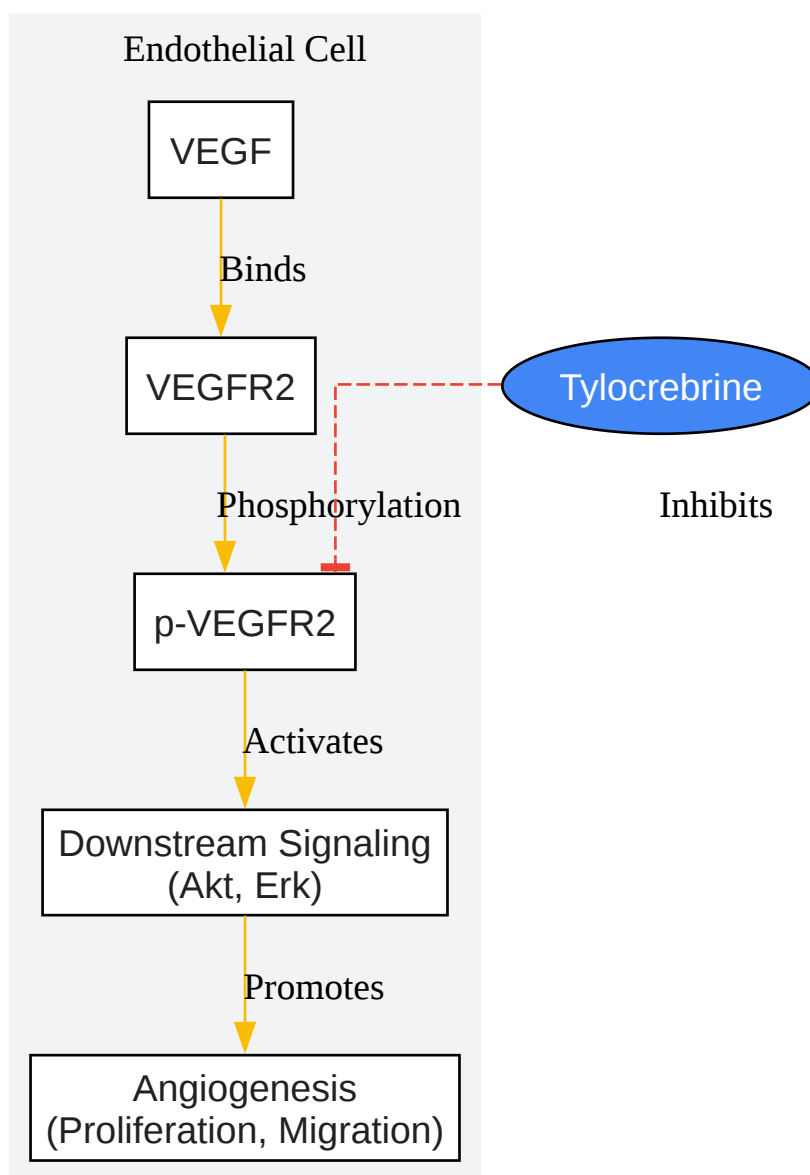 Endothelial Cell
VEGF
Binds
VEGFR2
Tylocrebrine
Phosphorylation
Inhibits
p-VEGFR2
Activates
Downstream Signaling
(Akt, Erk)
Promotes
Angiogenesis
(Proliferation, Migration)